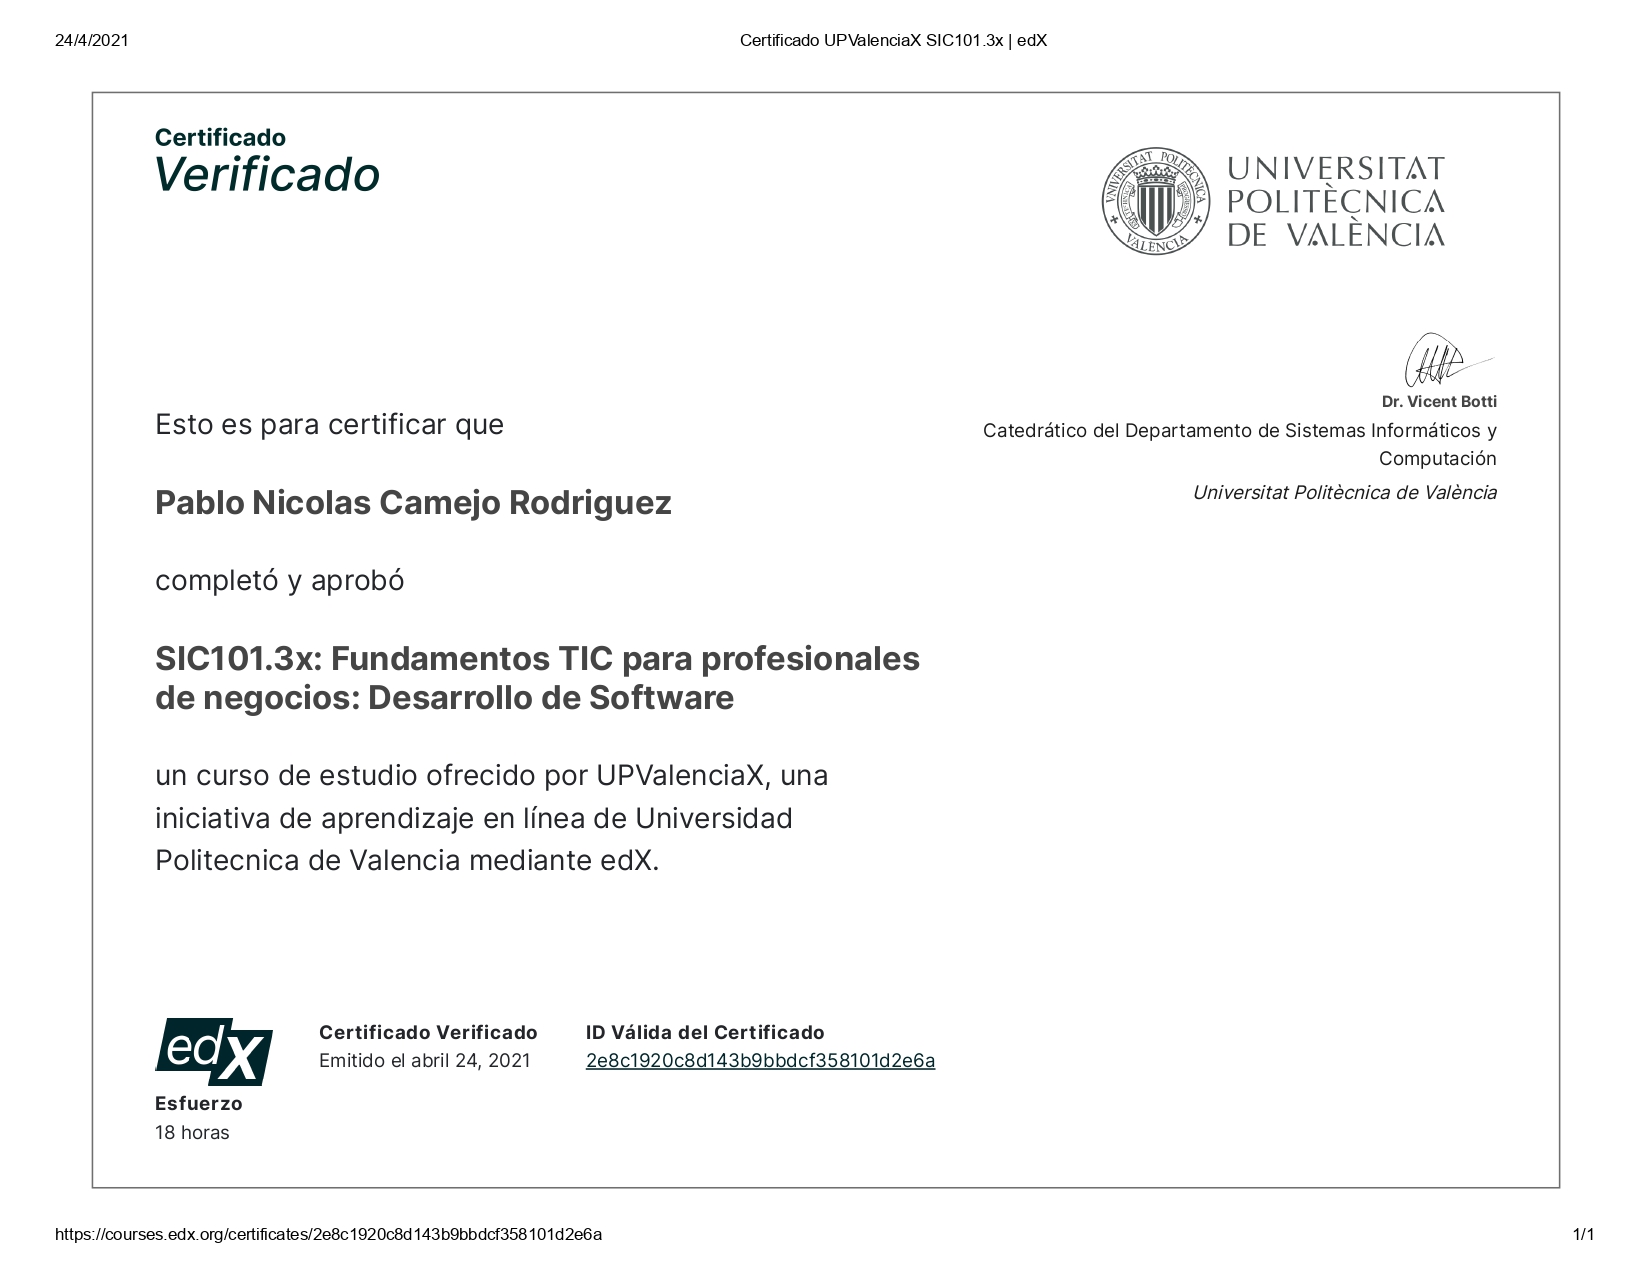 24/4/2021
Certificado UPValenciaX SIC101.3x | edX
Certificado
Verificado
UNIVERSITAT POLITÈCNICA
VALÈNCIA
UNIVERSITAT
POLITÈCNICA
DE VALÈNCIA
Dr. Vicent Botti
Catedrático del Departamento de Sistemas Informáticos y
Computación
Universitat Politècnica de València
Esto es para certificar que
Pablo Nicolas Camejo Rodriguez
completó y aprobó
SIC101.3x: Fundamentos TIC para profesionales
de negocios: Desarrollo de Software
un curso de estudio ofrecido por UPValenciaX, una
iniciativa de aprendizaje en línea de Universidad
Politecnica de Valencia mediante edX.
edX
Certificado Verificado
Emitido el abril 24, 2021
ID Válida del Certificado
2e8c1920c8d143b9bbdcf358101d2e6a
Esfuerzo
18 horas
https://courses.edx.org/certificates/2e8c1920c8d143b9bbdcf358101d2e6a
1/1